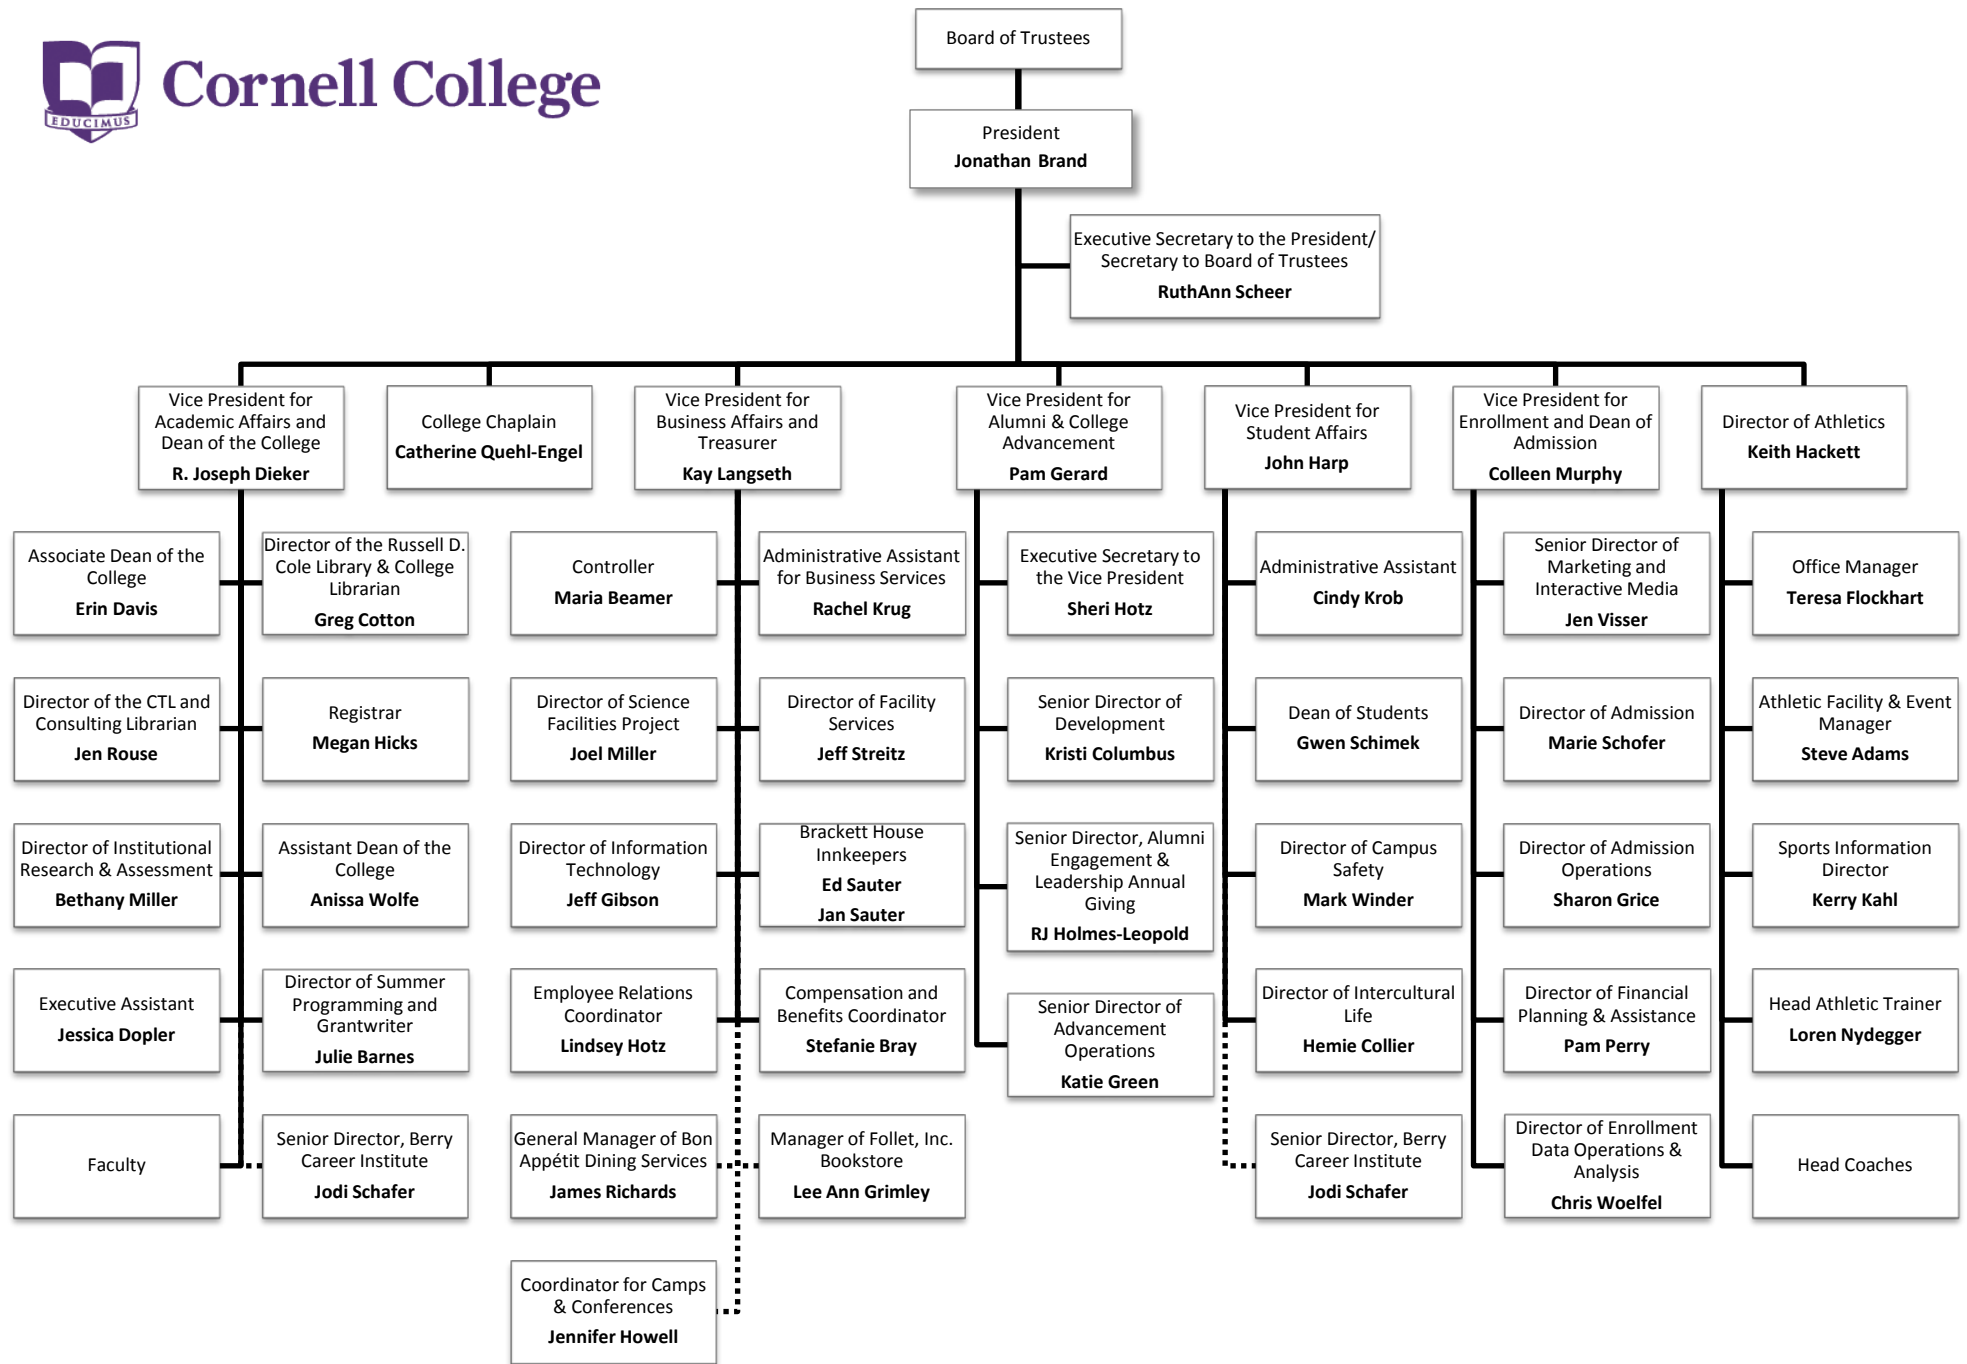 EDUCIMUS
Cornell College
Board of Trustees
President
Jonathan Brand
Executive Secretary to the President/
Secretary to Board of Trustees
RuthAnn Scheer
Vice President for
Academic Affairs and
Dean of the College
R. Joseph Dieker
College Chaplain
Catherine Quehl-Engel
Vice President for
Business Affairs and
Treasurer
Kay Langseth
Vice President for
Alumni & College
Advancement
Pam Gerard
Vice President for
Student Affairs
John Harp
Vice President for
Enrollment and Dean of
Admission
Colleen Murphy
Director of Athletics
Keith Hackett
Associate Dean of the
College
Erin Davis
Director of the Russell D.
Cole Library & College
Librarian
Greg Cotton
Controller
Maria Beamer
Administrative Assistant
for Business Services
Rachel Krug
Executive Secretary to
the Vice President
Sheri Hotz
Administrative Assistant
Cindy Krob
Senior Director of
Marketing and
Interactive Media
Jen Visser
Office Manager
Teresa Flockhart
Director of the CTL and
Consulting Librarian
Jen Rouse
Registrar
Megan Hicks
Director of Science
Facilities Project
Joel Miller
Director of Facility
Services
Jeff Streitz
Senior Director of
Development
Kristi Columbus
Dean of Students
Gwen Schimek
Director of Admission
Marie Schofer
Athletic Facility & Event
Manager
Steve Adams
Director of Institutional
Research & Assessment
Bethany Miller
Assistant Dean of the
College
Anissa Wolfe
Director of Information
Technology
Jeff Gibson
Brackett House
Innkeepers
Ed Sauter
Jan Sauter
Senior Director, Alumni
Engagement &
Leadership Annual
Giving
RJ Holmes-Leopold
Director of Campus
Safety
Mark Winder
Director of Admission
Operations
Sharon Grice
Sports Information
Director
Kerry Kahl
Executive Assistant
Jessica Dopler
Director of Summer
Programming and
Grantwriter
Julie Barnes
Employee Relations
Coordinator
Lindsey Hotz
Compensation and
Benefits Coordinator
Stefanie Bray
Senior Director of
Advancement
Operations
Katie Green
Director of Intercultural
Life
Hemie Collier
Director of Financial
Planning & Assistance
Pam Perry
Head Athletic Trainer
Loren Nydegger
Faculty
Senior Director, Berry
Career Institute
Jodi Schafer
General Manager of Bon
Appétit Dining Services
James Richards
Manager of Follet, Inc.
Bookstore
Lee Ann Grimley
Senior Director, Berry
Career Institute
Jodi Schafer
Director of Enrollment
Data Operations &
Analysis
Chris Woelfel
Head Coaches
Coordinator for Camps
& Conferences
Jennifer Howell